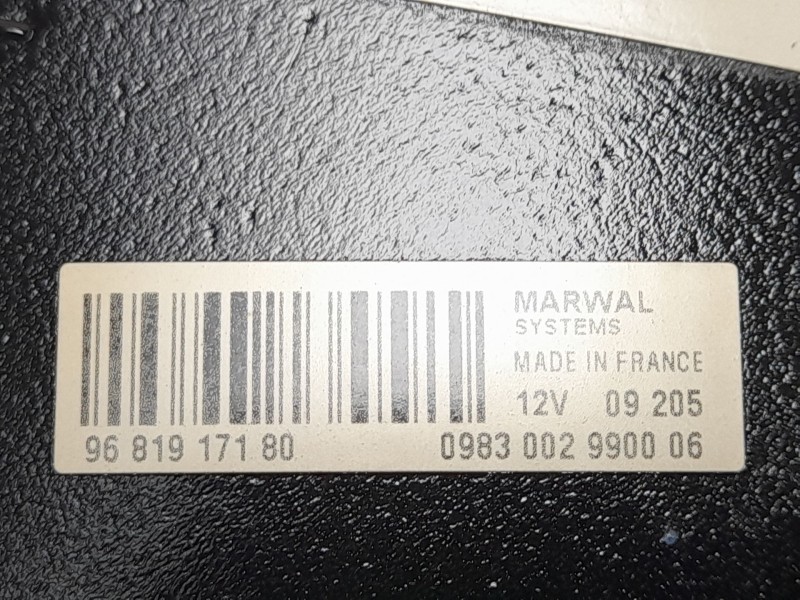 MARWAL
SYSTEMS
MADE IN FRANCE
12V 09 205
96 819 171 80 0983 002 9900 06